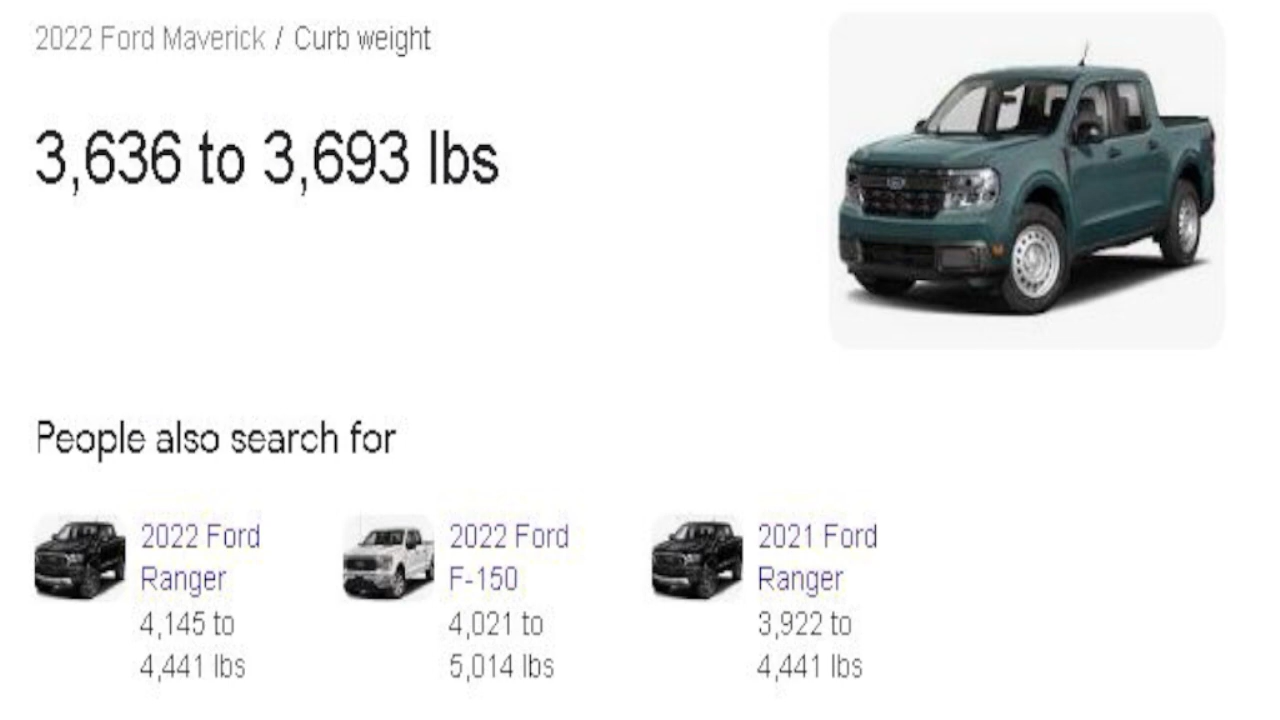 2022 Ford Maverick / Curb weight
3,636 to 3,693 lbs
People also search for
2022 Ford
Ranger
4,145 to
4,441 lbs
2022 Ford
F-150
4,021 to
5,014 lbs
2021 Ford
Ranger
3,922 to
4,441 lbs